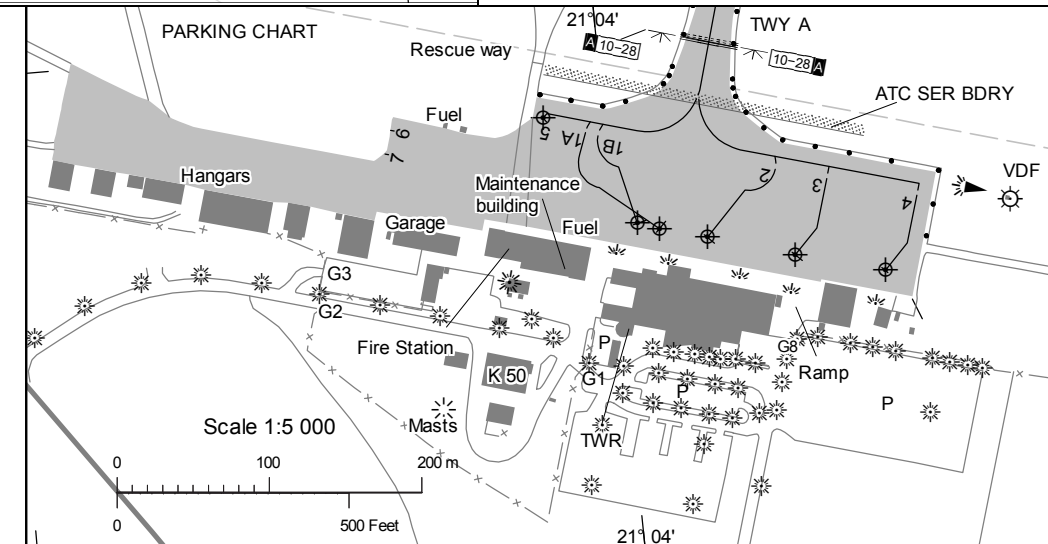 PARKING CHART
21°04'
TWY A
Rescue way
A 10-28
10-28 A
ATC SER BDRY
Fuel
6
7
5
1A
1B
2
3
4
VDF
Hangars
Maintenance
building
Garage
Fuel
G3
G2
Fire Station
P
G1
G8
Ramp
K 50
P
P
Scale 1:5 000
Masts
TWR
0 100 200 m
0 500 Feet
21° 04'